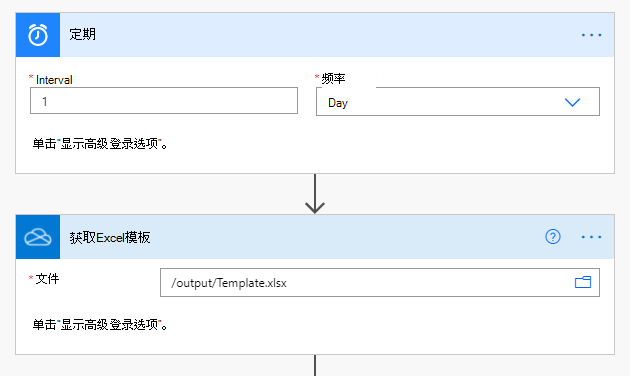 定期
* Interval
1
* 频率
Day
单击"显示高级登录选项"。
获取Excel模板
* 文件
/output/Template.xlsx
单击"显示高级登录选项"。